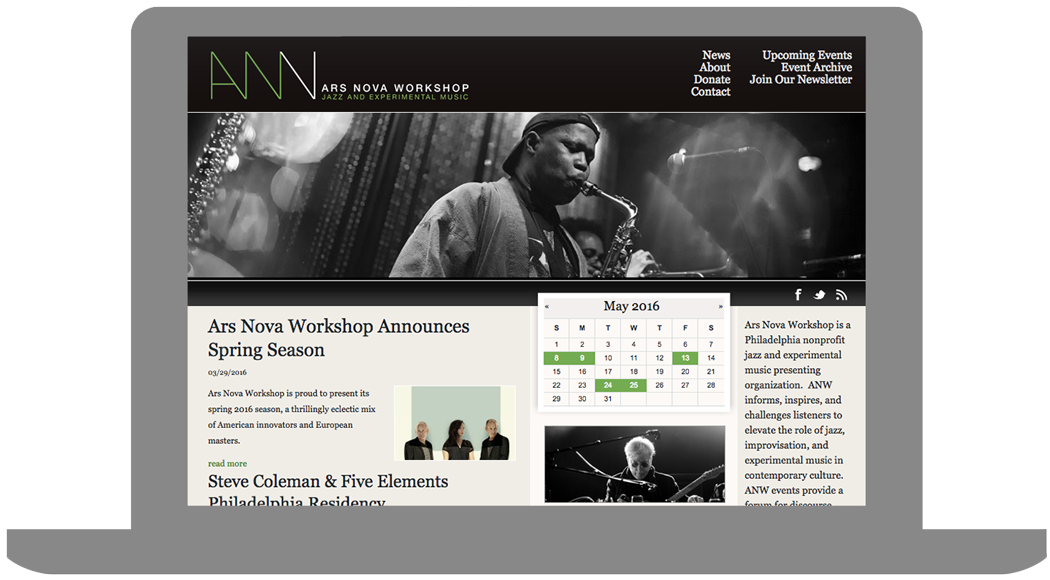 ANW
ARS NOVA WORKSHOP
JAZZ AND EXPERIMENTAL MUSIC
News
About
Donate
Contact
Upcoming Events
Event Archive
Join Our Newsletter
Ars Nova Workshop Announces
Spring Season
03/29/2016
Ars Nova Workshop is proud to present its
spring 2016 season, a thrillingly eclectic mix
of American innovators and European
masters.
read more
Steve Coleman & Five Elements
Philadelphia Residency
« May 2016 »
S M T W T F S
1 2 3 4 5 6 7
8 9 10 11 12 13 14
15 16 17 18 19 20 21
22 23 24 25 26 27 28
29 30 31
Ars Nova Workshop is a
Philadelphia nonprofit
jazz and experimental
music presenting
organization. ANW
informs, inspires, and
challenges listeners to
elevate the role of jazz,
improvisation, and
experimental music in
contemporary culture.
ANW events provide a
forum for discourse